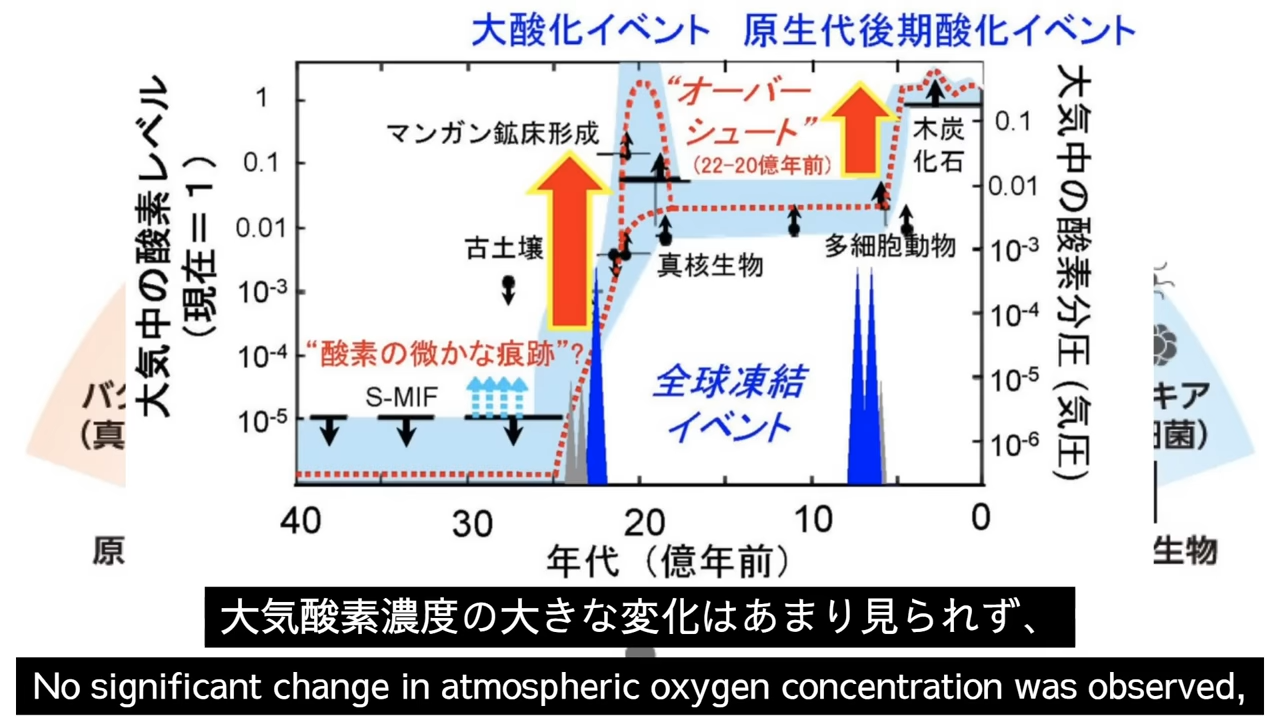 大酸化イベント 原生代後期酸化イベント
大気中の酸素レベル
（現在＝１）
1
0.1
0.01
10-3
10-4
10-5
マンガン鉱床形成
“オーバー
シュート”
(22-20億年前)
木炭
化石
古土壌
真核生物
多細胞動物
“酸素の微かな痕跡”?
S-MIF
全球凍結
イベント
0.1
0.01
10-3
10-4
10-5
10-6
大気中の酸素分圧（気圧）
40 30 20 10 0
年代（億年前）
バク
（真
原
キア
細菌）
生物
大気酸素濃度の大きな変化はあまり見られず、
No significant change in atmospheric oxygen concentration was observed,